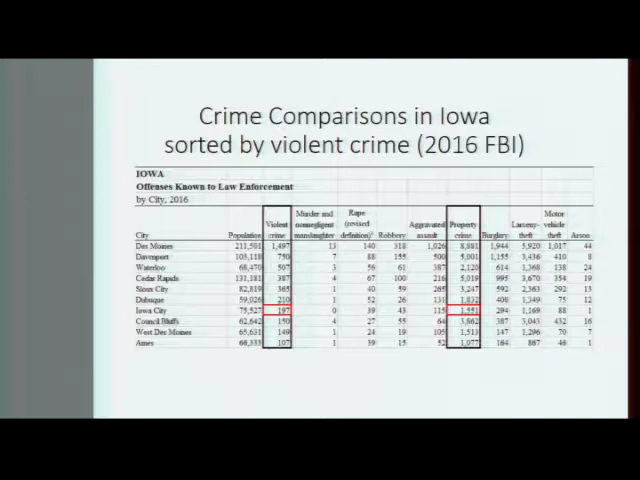 Crime Comparisons in Iowa
sorted by violent crime (2016 FBI)
IOWA
Offenses Known to Law Enforcement
by City, 2016
City Population Violent crime Murder and nonnegligent manslaughter Rape (revised definition)¹ Robbery Aggravated assault Property crime Burglary Larceny-theft Motor vehicle theft Arson
Des Moines 211,501 1,497 13 140 318 1,026 8,881 1,944 5,920 1,017 44
Davenport 103,118 750 7 88 155 500 5,001 1,155 3,436 410 8
Waterloo 68,470 507 3 56 61 387 2,120 614 1,368 138 24
Cedar Rapids 131,181 387 4 67 100 216 5,019 995 3,670 354 19
Sioux City 82,819 365 1 40 59 265 3,247 592 2,363 292 13
Dubuque 59,026 210 1 52 26 131 1,832 408 1,349 75 12
Iowa City 75,527 197 0 39 43 115 1,551 294 1,169 88 1
Council Bluffs 62,642 150 4 27 55 64 3,862 387 3,043 432 16
West Des Moines 65,631 149 1 24 19 105 1,513 147 1,296 70 7
Ames 66,333 107 1 39 15 52 1,077 164 867 46 1